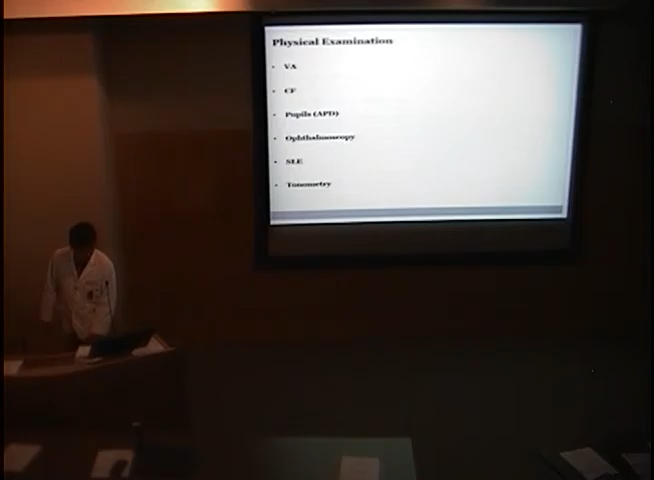 Physical Examination
VA
CF
Pupils (APD)
Ophthalmoscopy
SLE
Tonometry